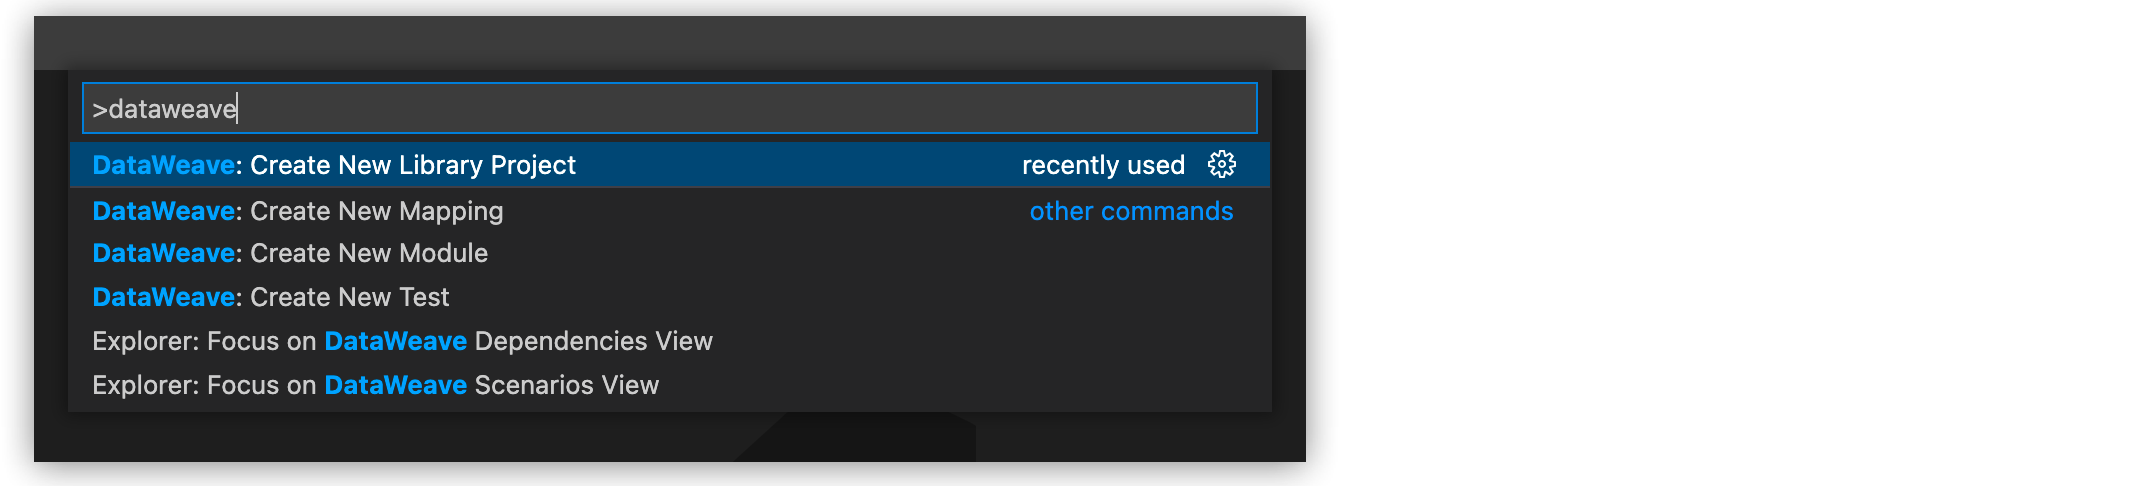 >dataweave
DataWeave: Create New Library Project recently used
DataWeave: Create New Mapping other commands
DataWeave: Create New Module
DataWeave: Create New Test
Explorer: Focus on DataWeave Dependencies View
Explorer: Focus on DataWeave Scenarios View